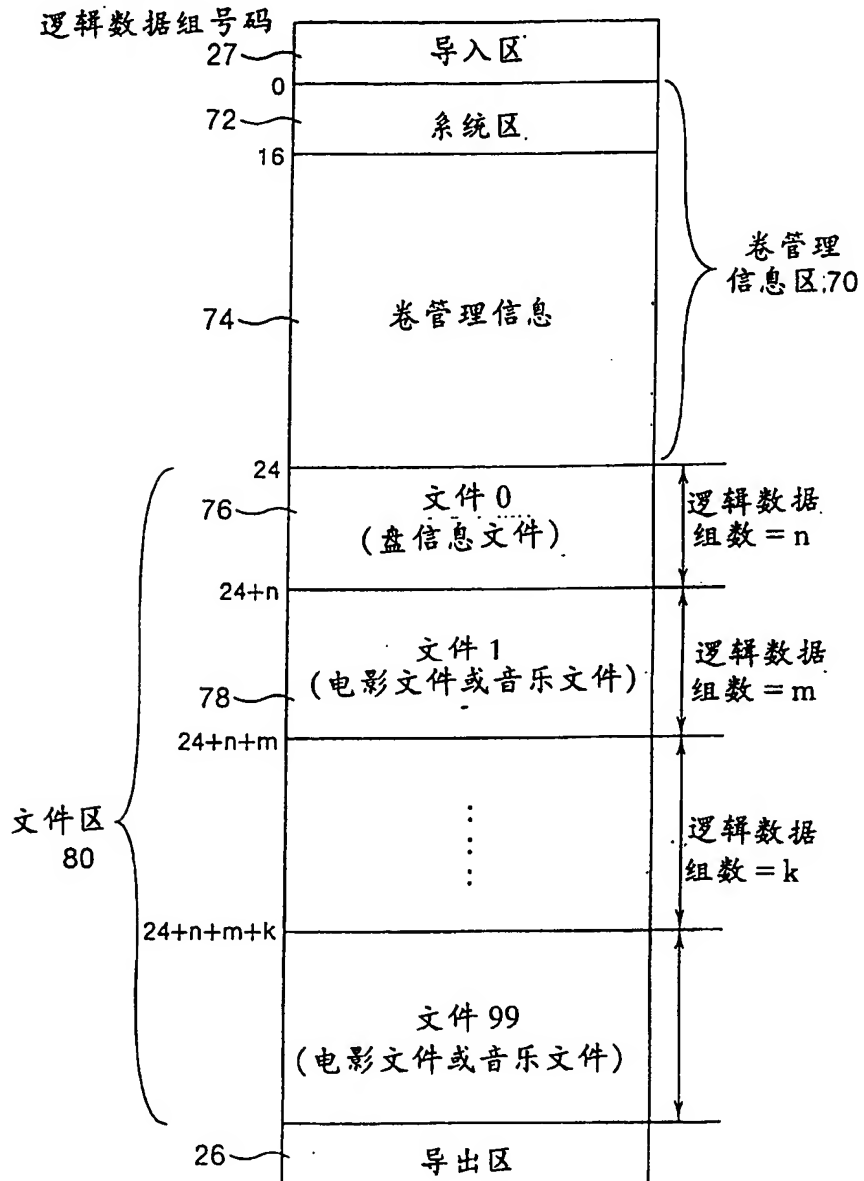 逻辑数据组号码
27
导入区
0
72
系统区
16
74
卷管理信息
卷管理
信息区70
24
76
文件 0
(盘信息文件)
逻辑数据
组数=n
24+n
文件 1
(电影文件或音乐文件)
78
逻辑数据
组数=m
24+n+m
文件区
80
逻辑数据
组数=k
24+n+m+k
文件 99
(电影文件或音乐文件)
26
导出区